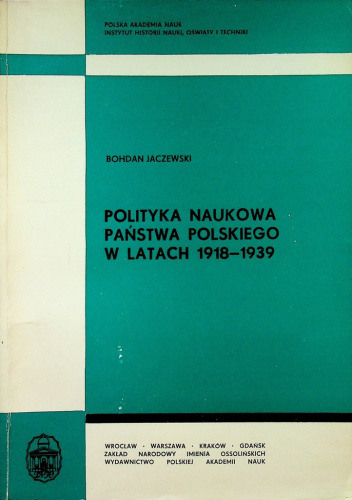 POLSKA AKADEMIA NAUK
INSTYTUT HISTORII NAUKI, OŚWIATY I TECHNIKI
BOHDAN JACZEWSKI
POLITYKA NAUKOWA
PAŃSTWA POLSKIEGO
W LATACH 1918–1939
WROCŁAW · WARSZAWA · KRAKÓW · GDAŃSK
ZAKŁAD NARODOWY IMIENIA OSSOLIŃSKICH
WYDAWNICTWO POLSKIEJ AKADEMII NAUK